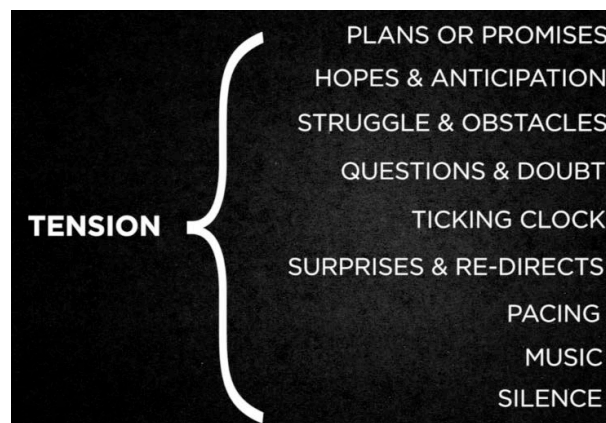 PLANS OR PROMISES
HOPES & ANTICIPATION
STRUGGLE & OBSTACLES
QUESTIONS & DOUBT
TENSION
TICKING CLOCK
SURPRISES & RE-DIRECTS
PACING
MUSIC
SILENCE